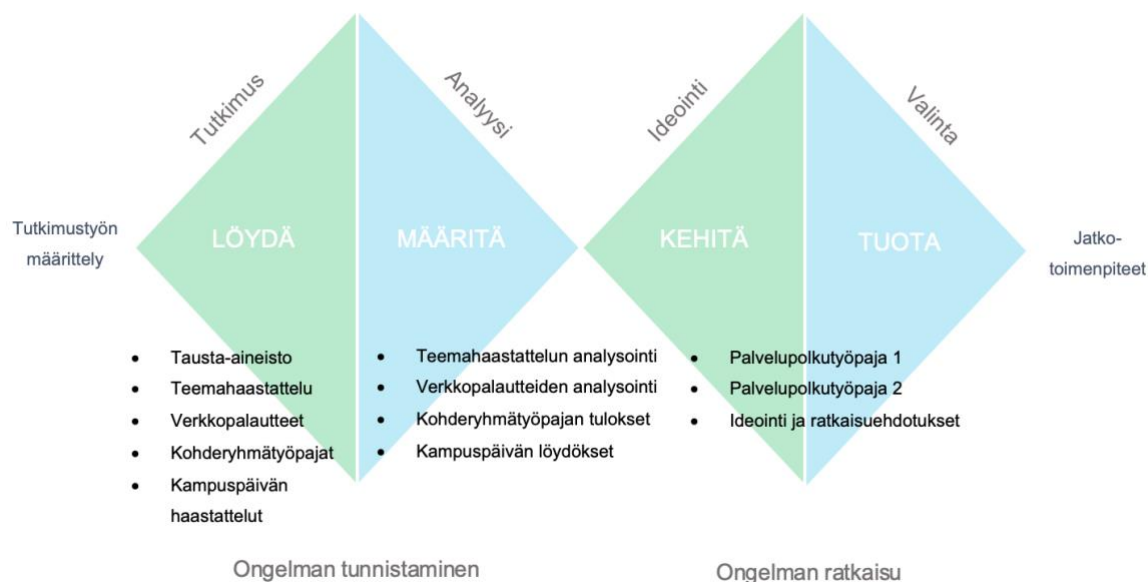 Tutkimus
Analyysi
Ideointi
Valinta
Tutkimustyön
määrittely
LÖYDÄ
MÄÄRITÄ
KEHITÄ
TUOTA
Jatko-
toimenpiteet
• Tausta-aineisto
• Teemahaastattelu
• Verkkopalautteet
• Kohderyhmätyöpajat
• Kampuspäivän
haastattelut
• Teemahaastattelun analysointi
• Verkkopalautteiden analysointi
• Kohderyhmätyöpajan tulokset
• Kampuspäivän löydökset
• Palvelupolkutyöpaja 1
• Palvelupolkutyöpaja 2
• Ideointi ja ratkaisuehdotukset
Ongelman tunnistaminen
Ongelman ratkaisu